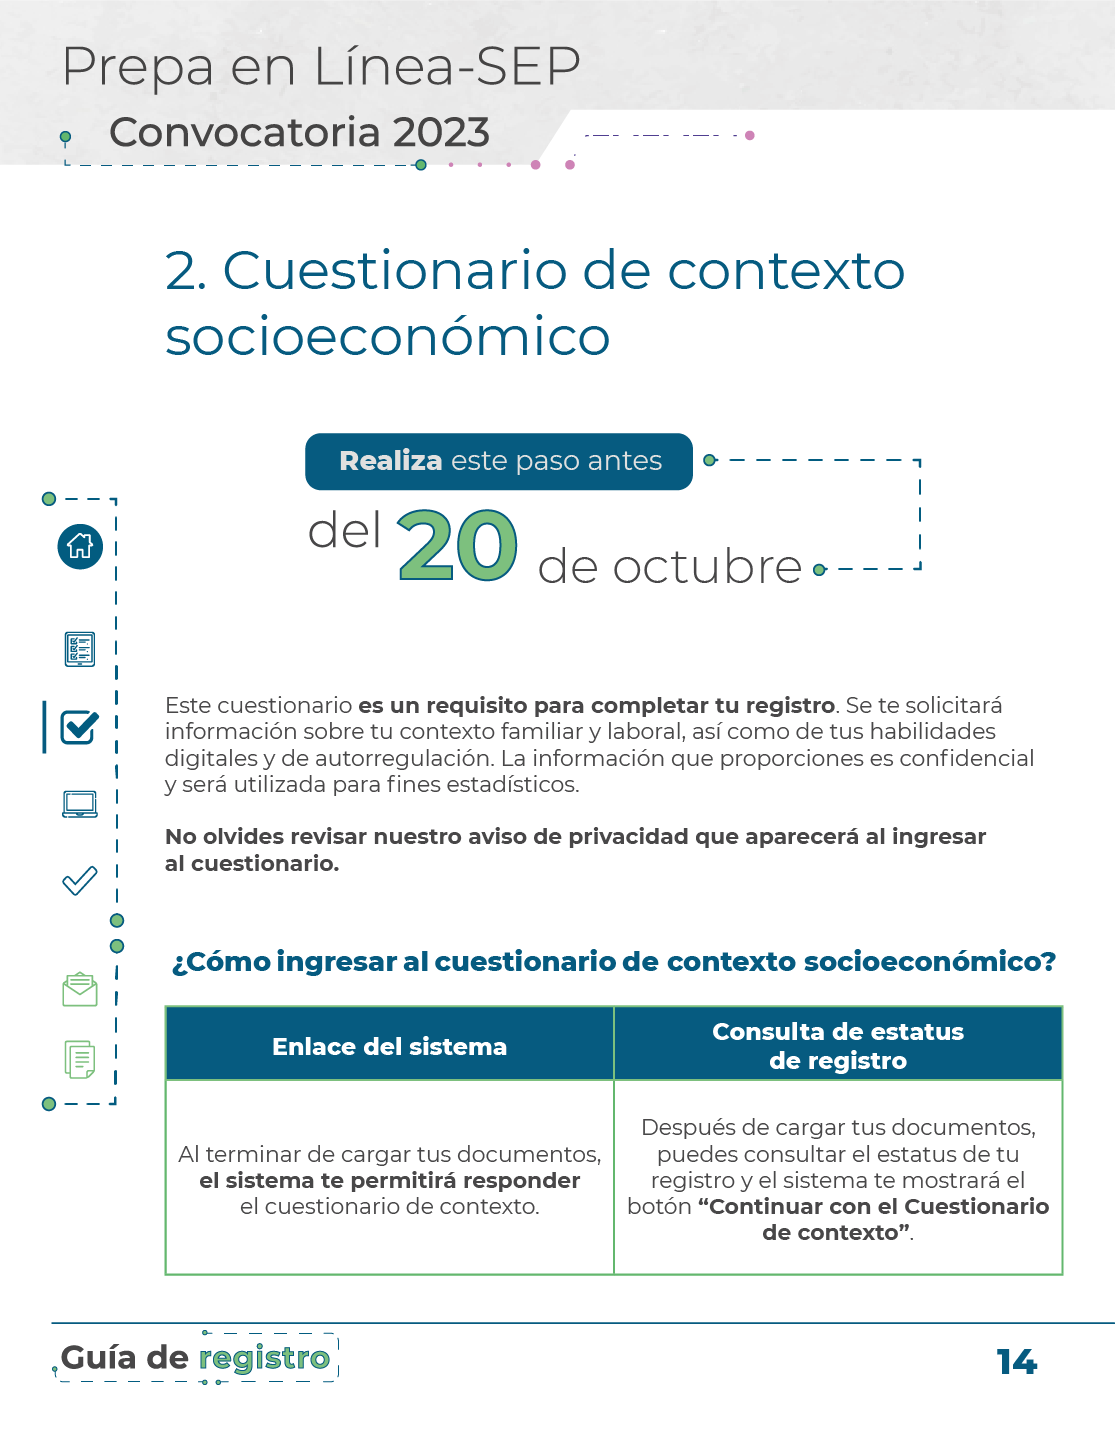 Prepa en Línea-SEP
Convocatoria 2023
2. Cuestionario de contexto
socioeconómico
Realiza este paso antes
del 20 de octubre
Este cuestionario es un requisito para completar tu registro. Se te solicitará
información sobre tu contexto familiar y laboral, así como de tus habilidades
digitales y de autorregulación. La información que proporciones es confidencial
y será utilizada para fines estadísticos.
No olvides revisar nuestro aviso de privacidad que aparecerá al ingresar
al cuestionario.
¿Cómo ingresar al cuestionario de contexto socioeconómico?
Enlace del sistema
Consulta de estatus
de registro
Al terminar de cargar tus documentos,
el sistema te permitirá responder
el cuestionario de contexto.
Después de cargar tus documentos,
puedes consultar el estatus de tu
registro y el sistema te mostrará el
botón “Continuar con el Cuestionario
de contexto”.
Guía de registro
14